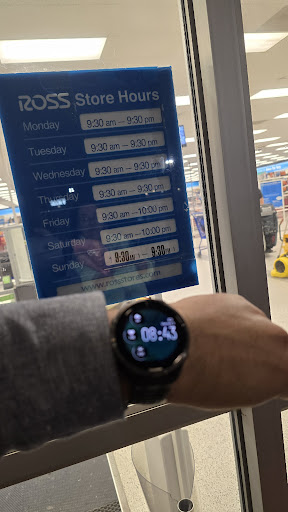 ROSS Store Hours
Monday 9:30 am – 9:30 pm
Tuesday 9:30 am – 9:30 pm
Wednesday 9:30 am – 9:30 pm
Thursday 9:30 am – 9:30 pm
Friday 9:30 am – 10:00 pm
Saturday 9:30 am – 10:00 pm
Sunday 9:30 – 9:30
www.rossstores.com
08:43